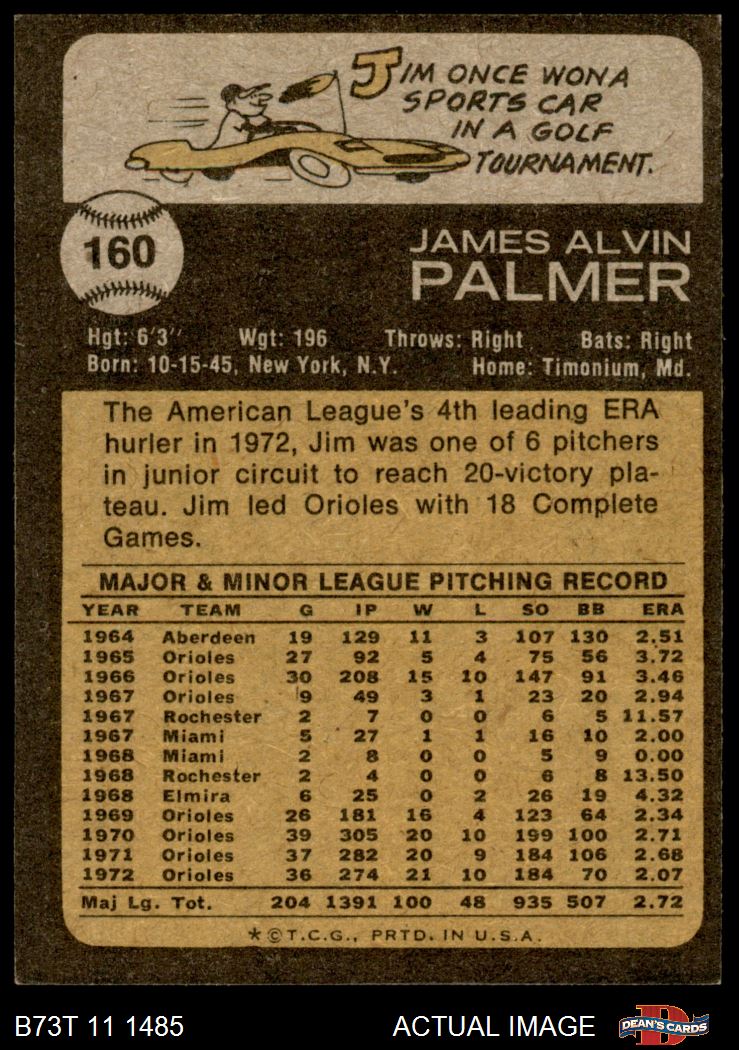 JIM ONCE WON A
SPORTS CAR
IN A GOLF
TOURNAMENT.
160
JAMES ALVIN
PALMER
Hgt: 6'3" Wgt: 196 Throws: Right Bats: Right
Born: 10-15-45, New York, N.Y. Home: Timonium, Md.
The American League's 4th leading ERA
hurler in 1972, Jim was one of 6 pitchers
in junior circuit to reach 20-victory pla-
teau. Jim led Orioles with 18 Complete
Games.
MAJOR & MINOR LEAGUE PITCHING RECORD
YEAR TEAM G IP W L SO BB ERA
1964 Aberdeen 19 129 11 3 107 130 2.51
1965 Orioles 27 92 5 4 75 56 3.72
1966 Orioles 30 208 15 10 147 91 3.46
1967 Orioles 9 49 3 1 23 20 2.94
1967 Rochester 2 7 0 0 6 5 11.57
1967 Miami 5 27 1 1 16 10 2.00
1968 Miami 2 8 0 0 5 9 0.00
1968 Rochester 2 4 0 0 6 8 13.50
1968 Elmira 6 25 0 2 26 19 4.32
1969 Orioles 26 181 16 4 123 64 2.34
1970 Orioles 39 305 20 10 199 100 2.71
1971 Orioles 37 282 20 9 184 106 2.68
1972 Orioles 36 274 21 10 184 70 2.07
Maj Lg. Tot. 204 1391 100 48 935 507 2.72
*©T.C.G., PRTD. IN U.S.A.
B73T 11 1485 ACTUAL IMAGE D DEAN'S CARDS